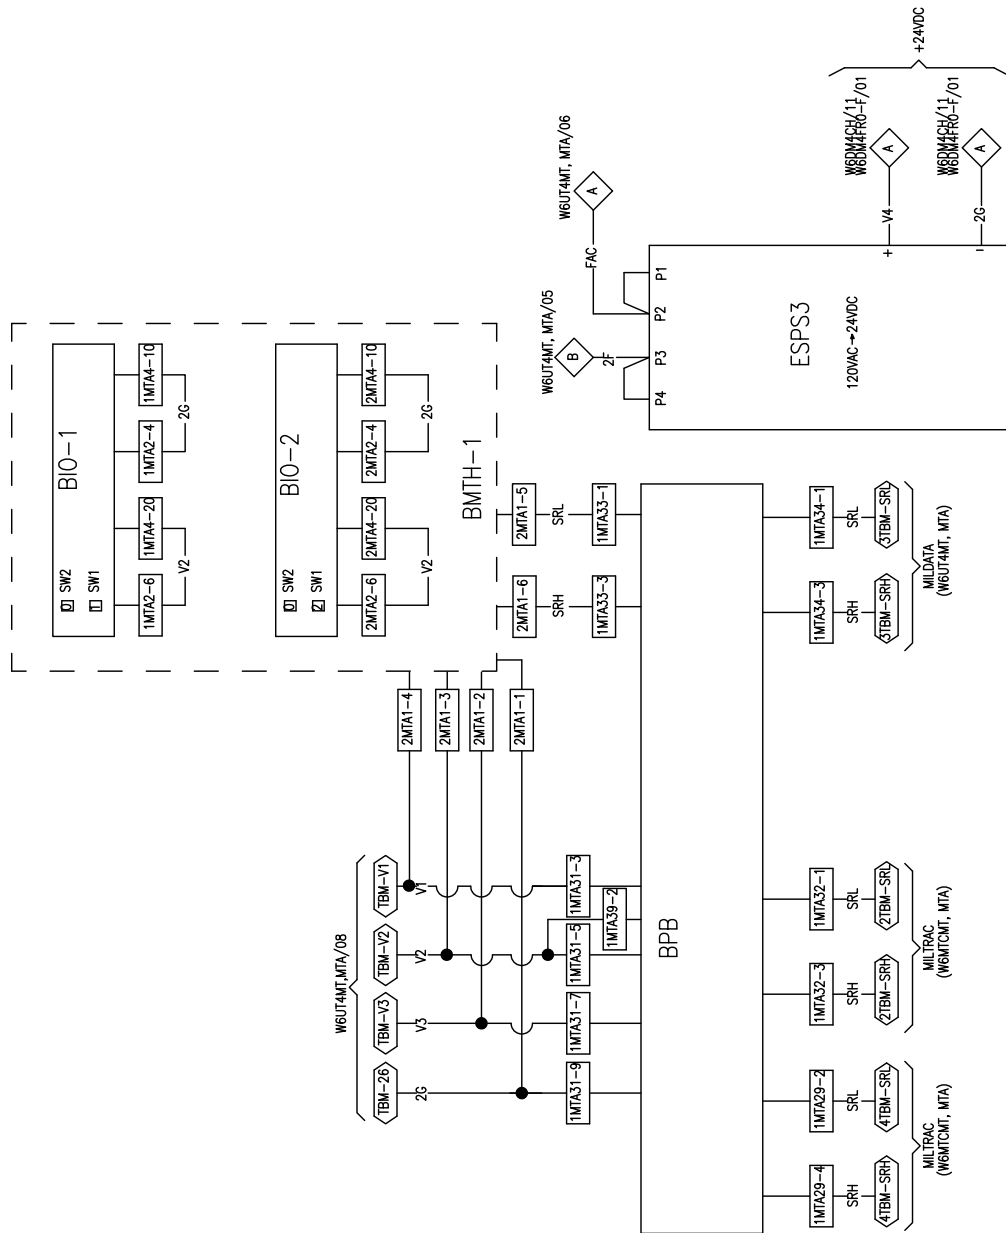 +24VDC
W6DM4CH/11
W6DM4FRO-F/01
W6DM4CH/11
W6DM4FRO-F/01
A
A
V4
2G
W6UT4MT, MTA/06
A
FAC
W6UT4MT, MTA/05
B
2F
P4
P3
P2
P1
+
-
ESPS3
120VAC→24VDC
BIO-1
0 SW2
1 SW1
1MTA2-6
1MTA4-20
1MTA2-4
1MTA4-10
V2
2G
BIO-2
0 SW2
2 SW1
2MTA2-6
2MTA4-20
2MTA2-4
2MTA4-10
V2
2G
BMTH-1
2MTA1-6
2MTA1-5
SRH
SRL
1MTA33-3
1MTA33-1
2MTA1-4
2MTA1-3
2MTA1-2
2MTA1-1
W6UT4MT,MTA/08
TBM-26
TBM-V3
TBM-V2
TBM-V1
2G
V3
V2
V1
1MTA31-9
1MTA31-7
1MTA31-5
1MTA39-2
1MTA31-3
BPB
1MTA29-4
1MTA29-2
1MTA32-3
1MTA32-1
1MTA34-3
1MTA34-1
SRH
SRL
SRH
SRL
SRH
SRL
4TBM-SRH
4TBM-SRL
2TBM-SRH
2TBM-SRL
3TBM-SRH
3TBM-SRL
MILTRAC
(W6MTCMT, MTA)
MILTRAC
(W6MTCMT, MTA)
MILDATA
(W6UT4MT, MTA)